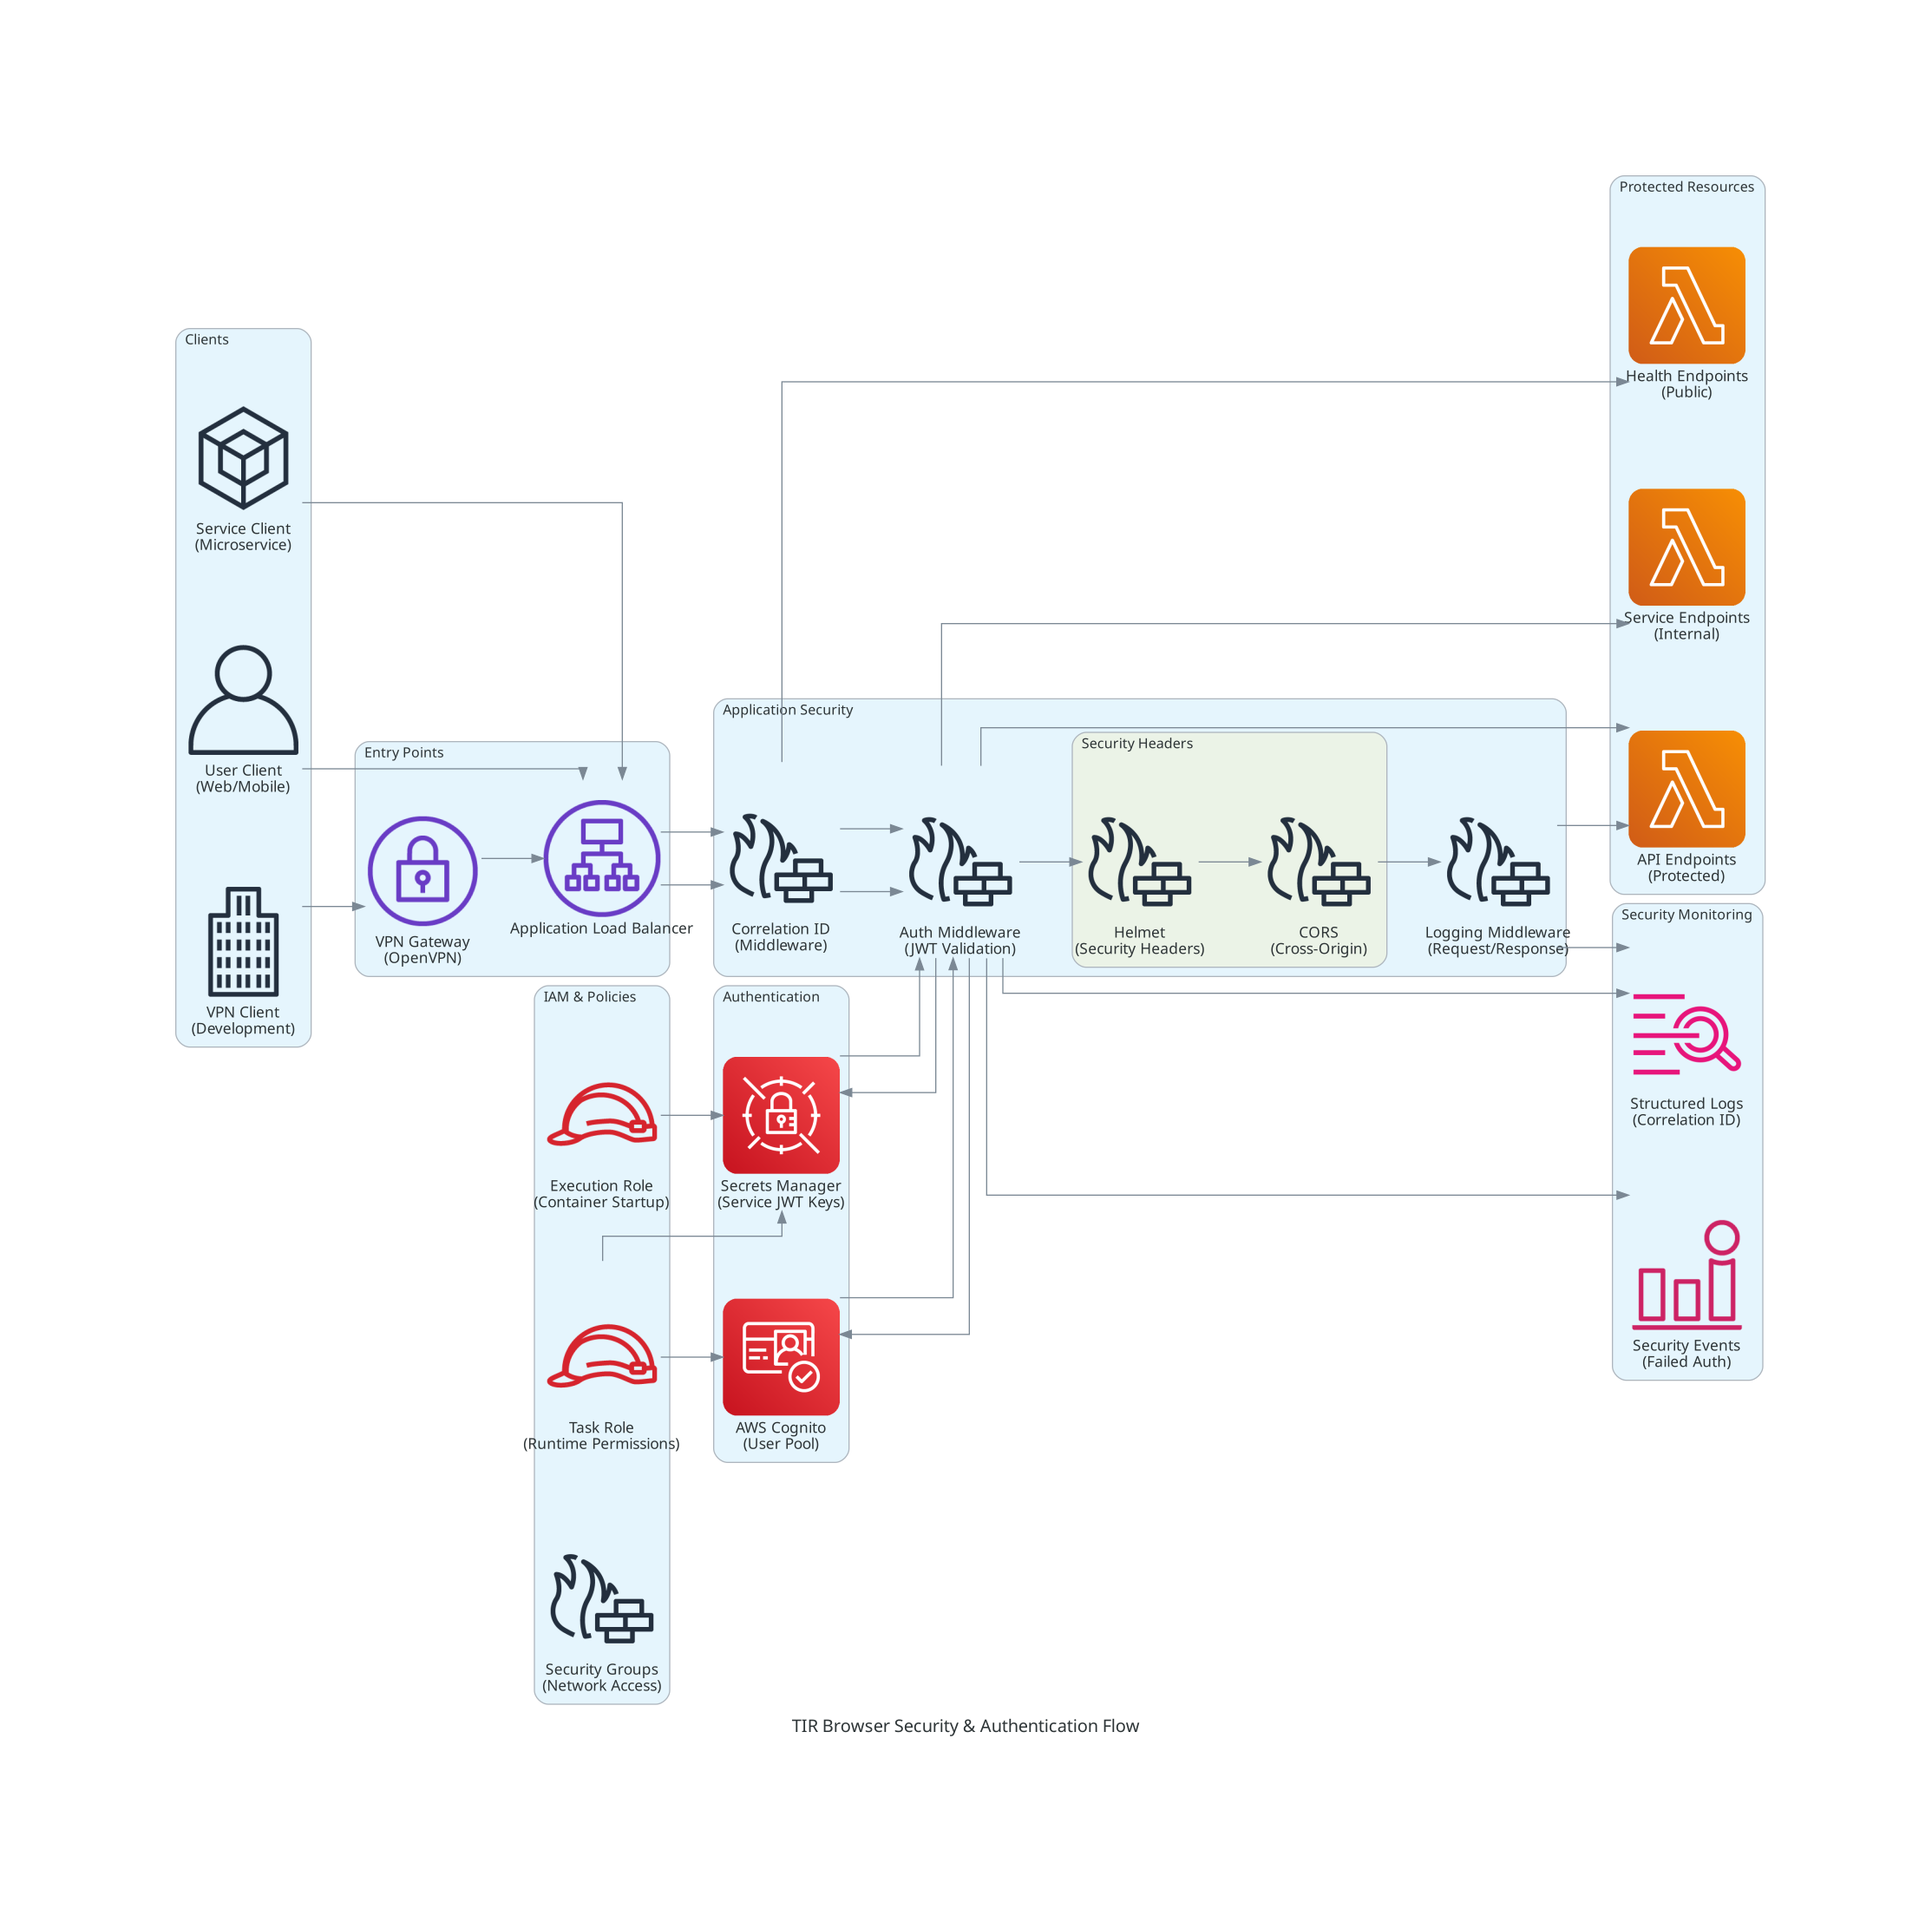 Protected Resources
Health Endpoints
(Public)
Service Endpoints
(Internal)
API Endpoints
(Protected)
Clients
Service Client
(Microservice)
User Client
(Web/Mobile)
VPN Client
(Development)
Entry Points
VPN Gateway
(OpenVPN)
Application Load Balancer
Application Security
Correlation ID
(Middleware)
Auth Middleware
(JWT Validation)
Security Headers
Helmet
(Security Headers)
CORS
(Cross-Origin)
Logging Middleware
(Request/Response)
Security Monitoring
Structured Logs
(Correlation ID)
Security Events
(Failed Auth)
IAM & Policies
Execution Role
(Container Startup)
Task Role
(Runtime Permissions)
Security Groups
(Network Access)
Authentication
Secrets Manager
(Service JWT Keys)
AWS Cognito
(User Pool)
TIR Browser Security & Authentication Flow